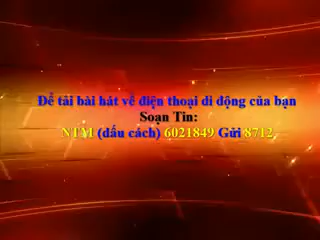 Để tải bài hát về điện thoại di động của bạn
Soạn Tin:
NTM (dấu cách) 6021849 Gửi 8712